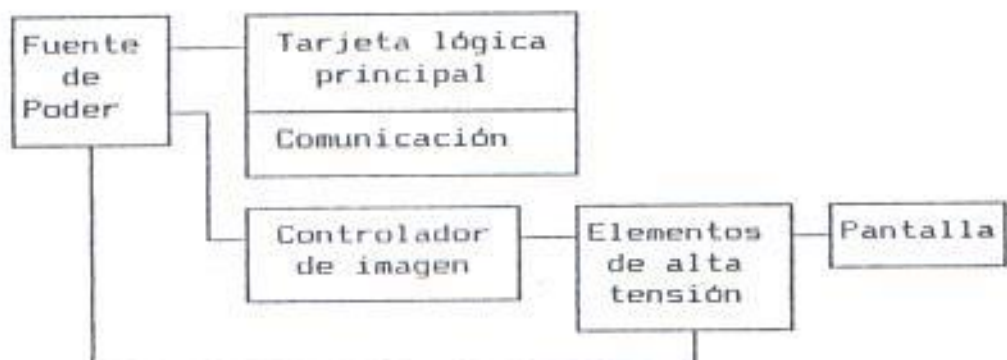 Fuente
de
Poder
Tarjeta lógica
principal
Comunicación
Controlador
de imagen
Elementos
de alta
tensión
Pantalla